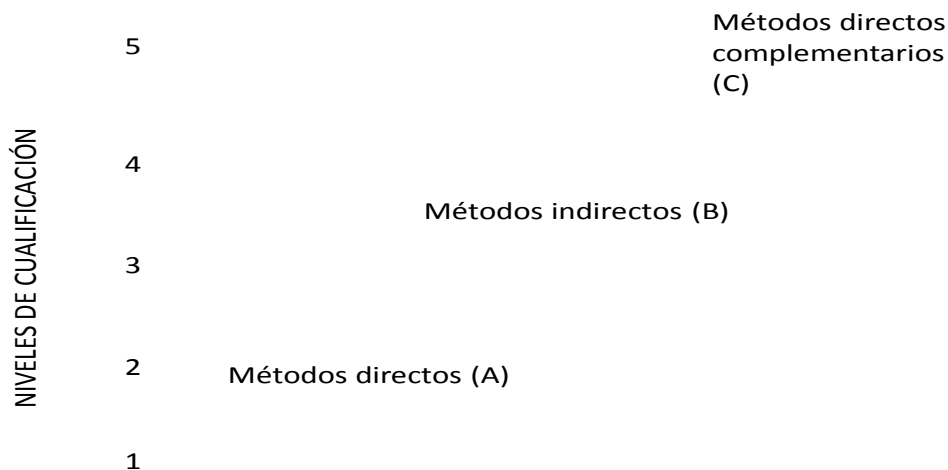 NIVELES DE CUALIFICACIÓN
5
Métodos directos
complementarios
(C)
4
Métodos indirectos (B)
3
2
Métodos directos (A)
1